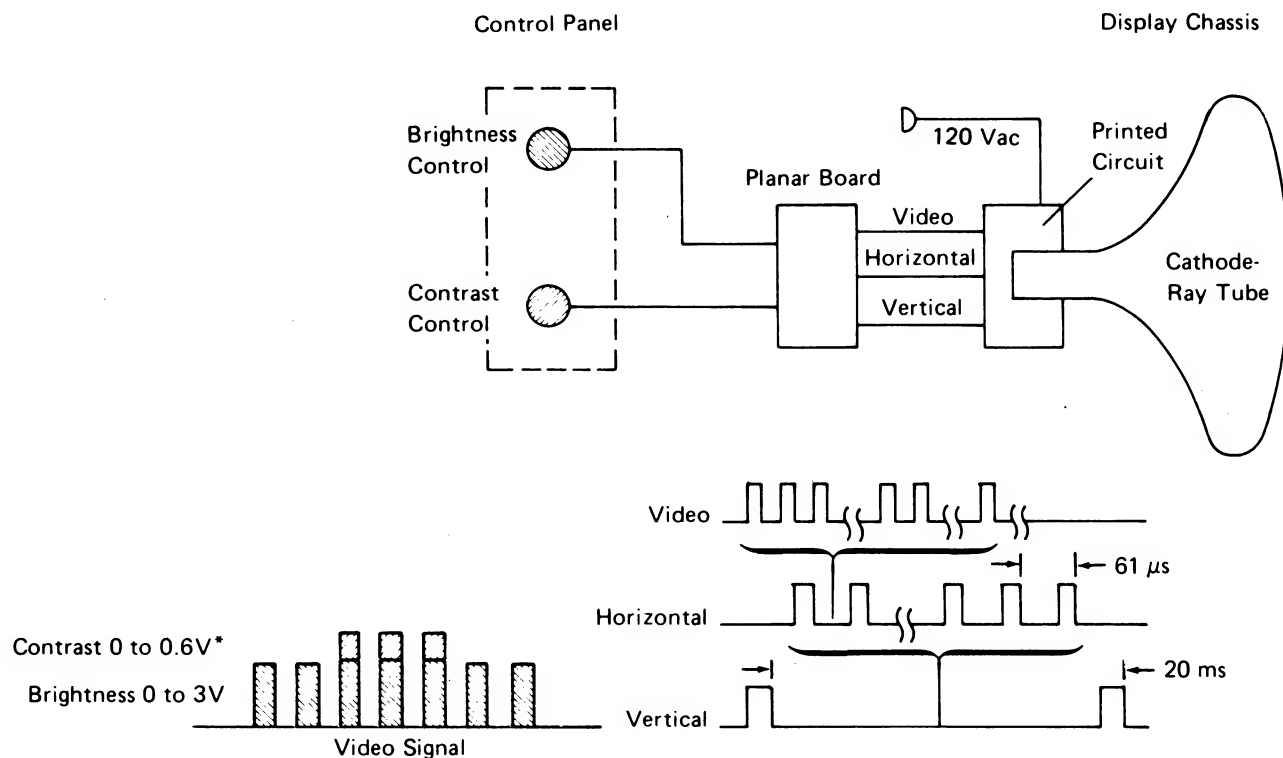 Control Panel
Display Chassis
Brightness
Control
120 Vac
Printed
Circuit
Planar Board
Video
Horizontal
Vertical
Cathode-
Ray Tube
Contrast
Control
Video
61 μs
Horizontal
Contrast 0 to 0.6V*
Brightness 0 to 3V
20 ms
Vertical
Video Signal